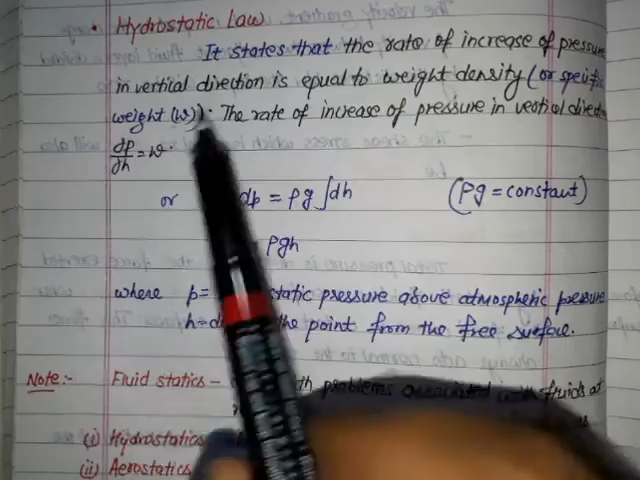 • Hydrostatic Law
It states that the rate of increase of pressure
in vertical direction is equal to weight density (or specific
weight (w)): The rate of increase of pressure in vertical direct
dp/dh = w
or dp = ρg ∫dh (ρg = constant)
ρgh
where p= static pressure above atmospheric pressure
h= the point from the free surface.
Note:- Fluid statics - problems associated with fluids at
(i) Hydrostatics
(ii) Aerostatics